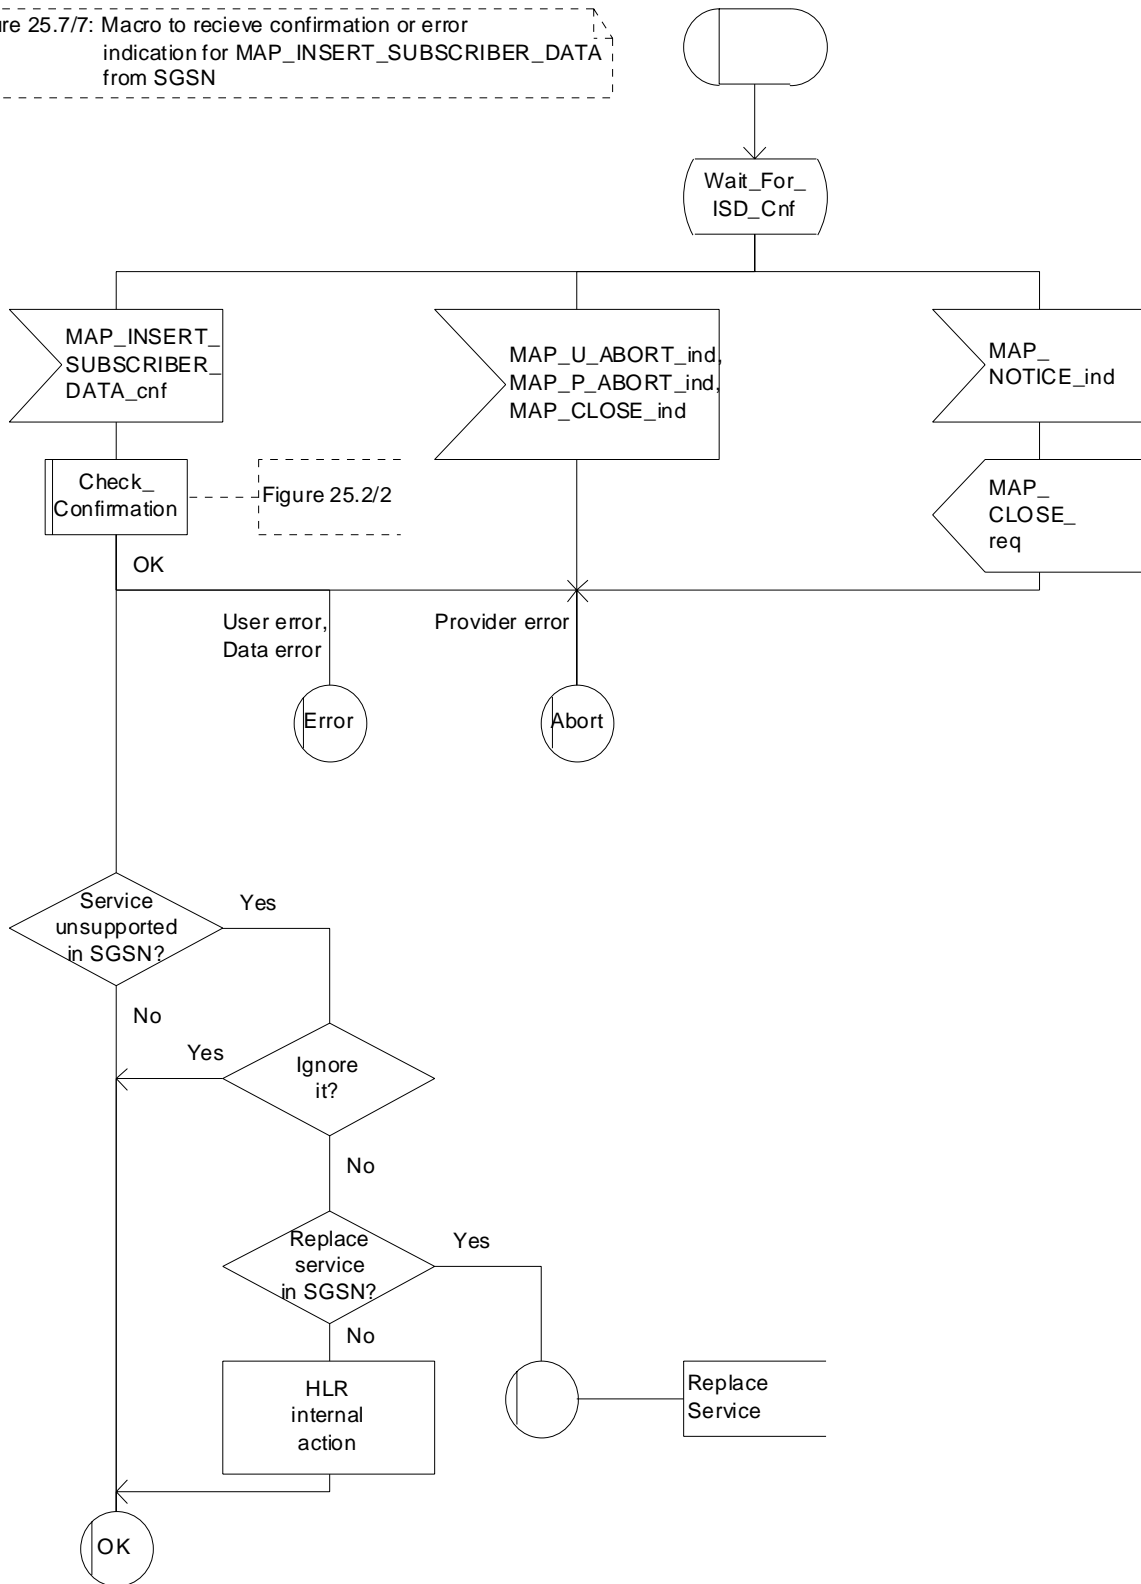 re 25.7/7: Macro to recieve confirmation or error
indication for MAP_INSERT_SUBSCRIBER_DATA
from SGSN
Wait_For_
ISD_Cnf
MAP_INSERT_
SUBSCRIBER_
DATA_cnf
MAP_U_ABORT_ind,
MAP_P_ABORT_ind,
MAP_CLOSE_ind
MAP_
NOTICE_ind
Check_
Confirmation
Figure 25.2/2
MAP_
CLOSE_
req
OK
User error,
Data error
Provider error
Error
Abort
Service
unsupported
in SGSN?
Yes
No
Yes
Ignore
it?
No
Replace
service
in SGSN?
Yes
No
HLR
internal
action
Replace
Service
OK